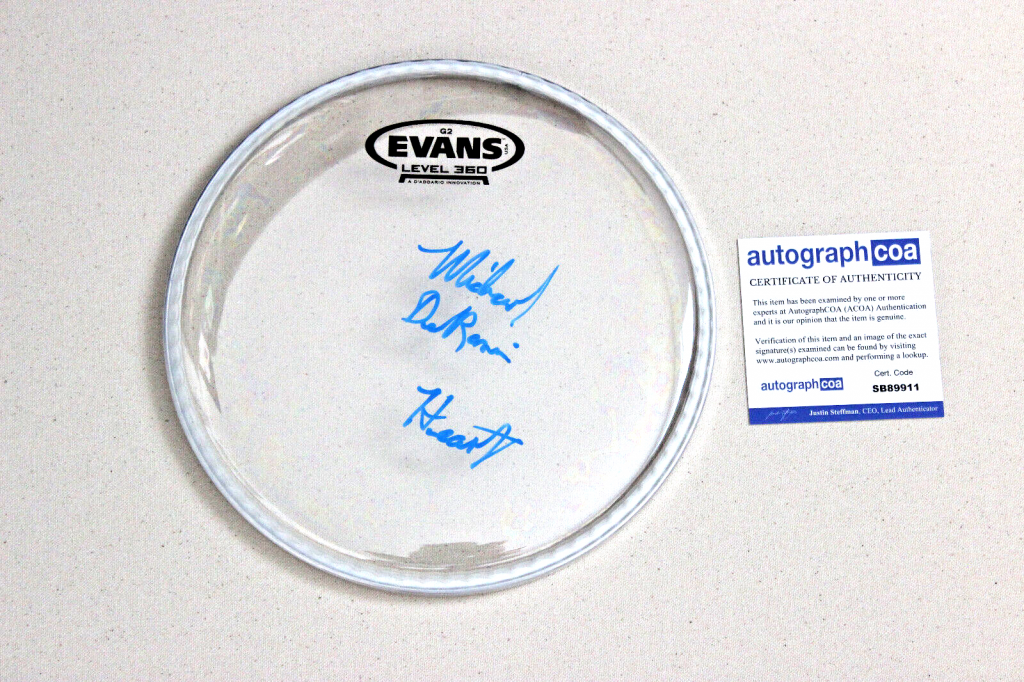 G2
EVANS
USA
LEVEL 360
A D'ADDARIO INNOVATION
Michael
DeRosier
Heart
autograph coa
CERTIFICATE OF AUTHENTICITY
This item has been examined by one or more
experts at AutographCOA (ACOA) Authentication
and it is our opinion that the item is genuine.
Verification of this item and an image of the exact
signature(s) examined can be found by visiting
www.autographcoa.com and performing a lookup.
autograph coa
Cert. Code
SB89911
Justin Steffman, CEO, Lead Authenticator